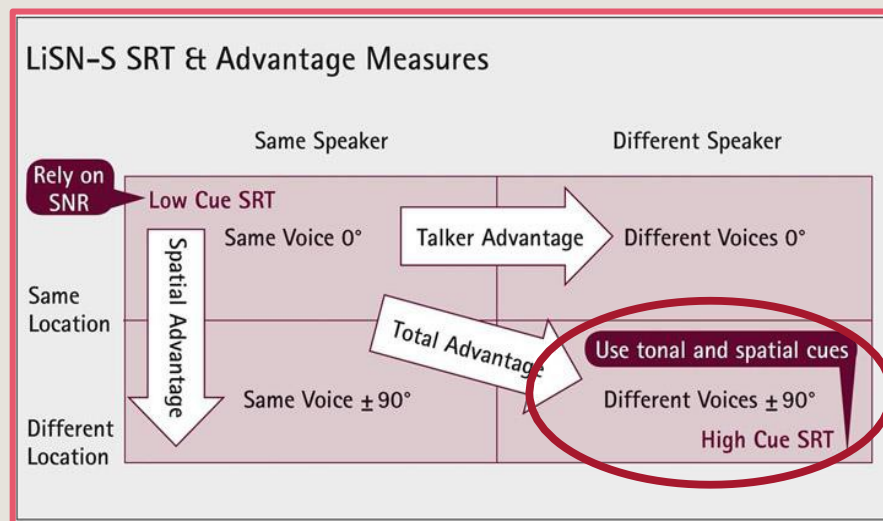 LiSN-S SRT & Advantage Measures
Same Speaker
Different Speaker
Rely on
SNR
Low Cue SRT
Same Voice 0°
Talker Advantage
Different Voices 0°
Spatial Advantage
Same
Location
Total Advantage
Use tonal and spatial cues
Same Voice ± 90°
Different Voices ± 90°
Different
Location
High Cue SRT